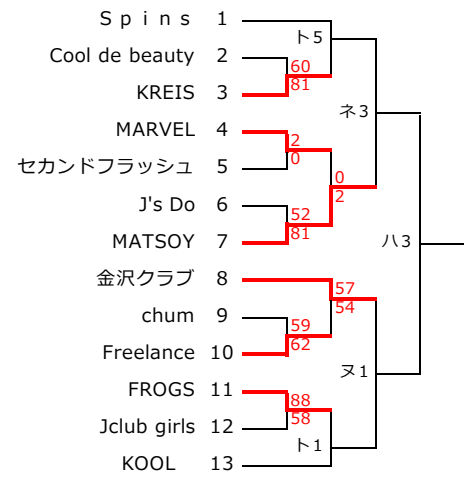 Ｓｐｉｎｓ 1
ト5
Cool de beauty 2
60
KREIS 3
81
ネ3
MARVEL 4
2
セカンドフラッシュ 5
0
0
2
J's Do 6
52
MATSOY 7
81
ハ3
金沢クラブ 8
57
54
chum 9
59
Freelance 10
62
ヌ1
FROGS 11
88
Jclub girls 12
58
ト1
KOOL 13